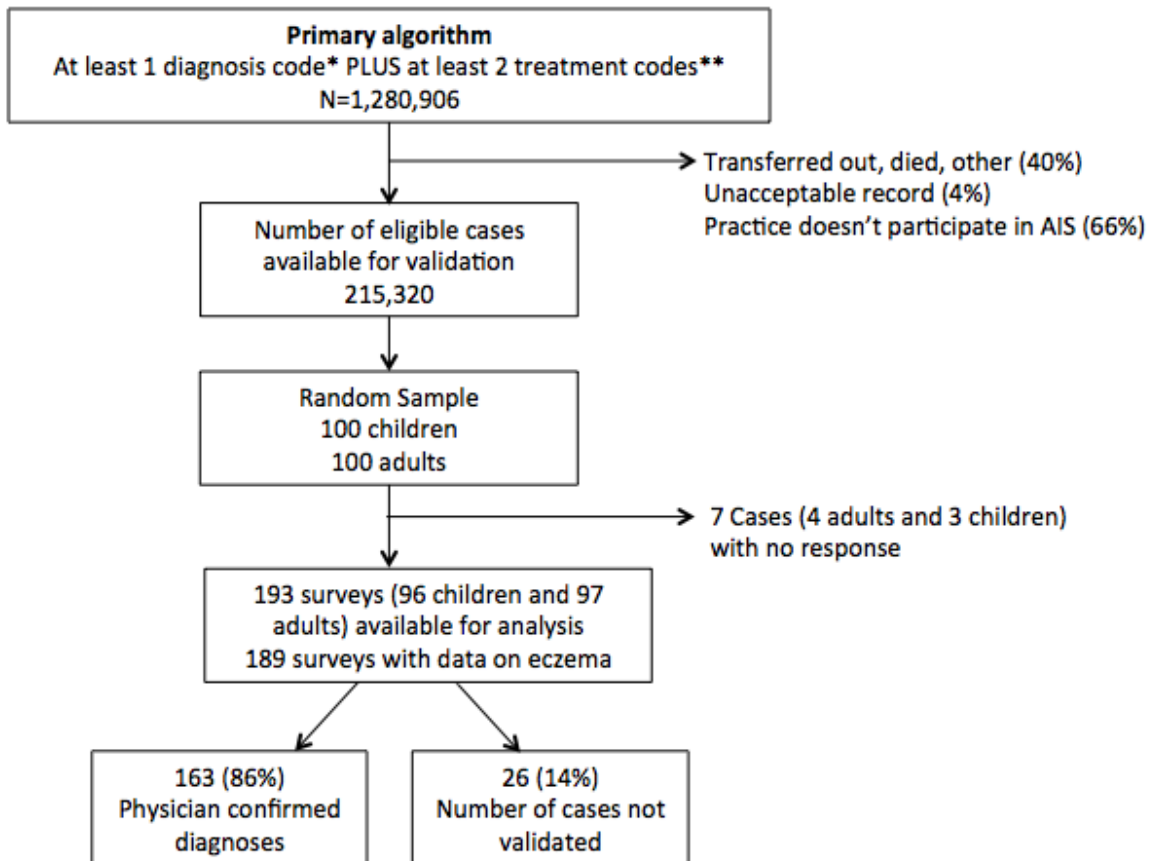 Primary algorithm
At least 1 diagnosis code* PLUS at least 2 treatment codes**
N=1,280,906
Transferred out, died, other (40%)
Unacceptable record (4%)
Practice doesn't participate in AIS (66%)
Number of eligible cases
available for validation
215,320
Random Sample
100 children
100 adults
7 Cases (4 adults and 3 children)
with no response
193 surveys (96 children and 97
adults) available for analysis
189 surveys with data on eczema
163 (86%)
Physician confirmed
diagnoses
26 (14%)
Number of cases not
validated